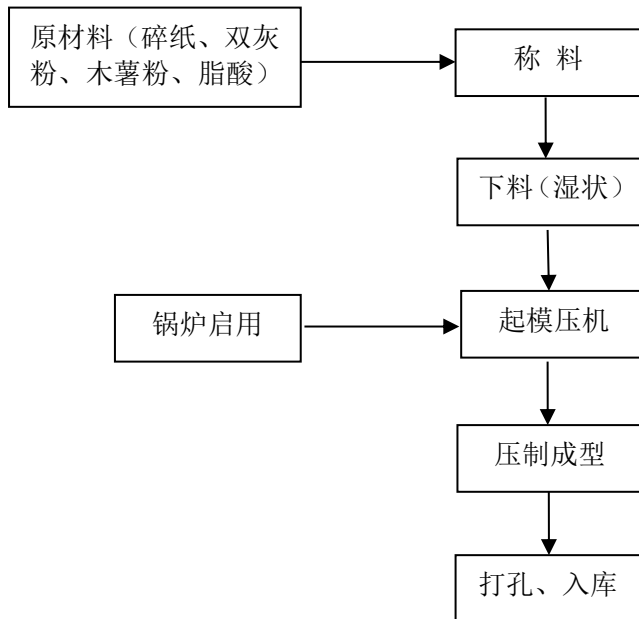 原材料（碎纸、双灰
粉、木薯粉、脂酸）
称 料
下料（湿状）
锅炉启用
起模压机
压制成型
打孔、入库